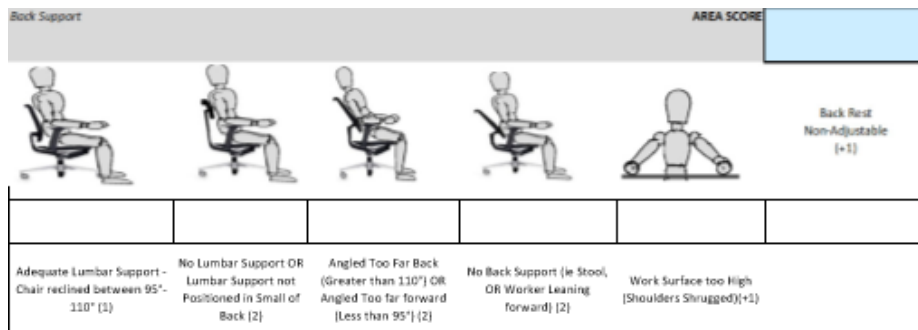 Back Support
AREA SCORE
Back Rest
Non-Adjustable
(+1)
Adequate Lumbar Support -
Chair reclined between 95°-
110° (1)
No Lumbar Support OR
Lumbar Support not
Positioned in Small of
Back (2)
Angled Too Far Back
(Greater than 110°) OR
Angled Too far forward
(Less than 95°) (2)
No Back Support (ie Stool,
OR Worker Leaning
forward) (2)
Work Surface too High
(Shoulders Shrugged)(+1)